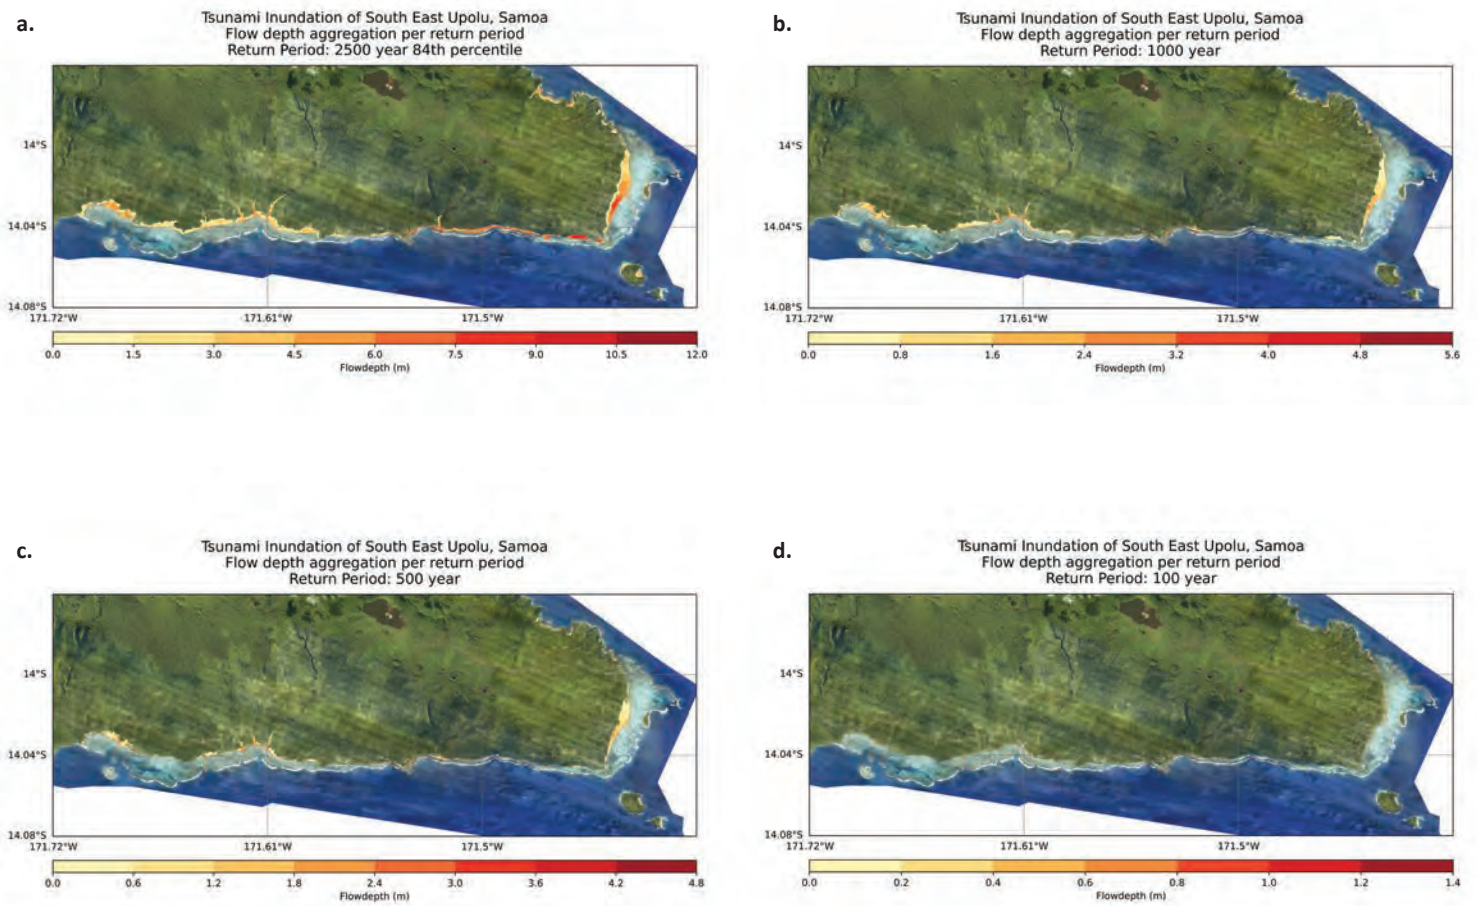 a.
Tsunami Inundation of South East Upolu, Samoa
Flow depth aggregation per return period
Return Period: 2500 year 84th percentile
14°S
14.04°S
14.08°S
171.72°W 171.61°W 171.5°W
0.0 1.5 3.0 4.5 6.0 7.5 9.0 10.5 12.0
Flowdepth (m)
b.
Tsunami Inundation of South East Upolu, Samoa
Flow depth aggregation per return period
Return Period: 1000 year
14°S
14.04°S
14.08°S
171.72°W 171.61°W 171.5°W
0.0 0.8 1.6 2.4 3.2 4.0 4.8 5.6
Flowdepth (m)
c.
Tsunami Inundation of South East Upolu, Samoa
Flow depth aggregation per return period
Return Period: 500 year
14°S
14.04°S
14.08°S
171.72°W 171.61°W 171.5°W
0.0 0.6 1.2 1.8 2.4 3.0 3.6 4.2 4.8
Flowdepth (m)
d.
Tsunami Inundation of South East Upolu, Samoa
Flow depth aggregation per return period
Return Period: 100 year
14°S
14.04°S
14.08°S
171.72°W 171.61°W 171.5°W
0.0 0.2 0.4 0.6 0.8 1.0 1.2 1.4
Flowdepth (m)